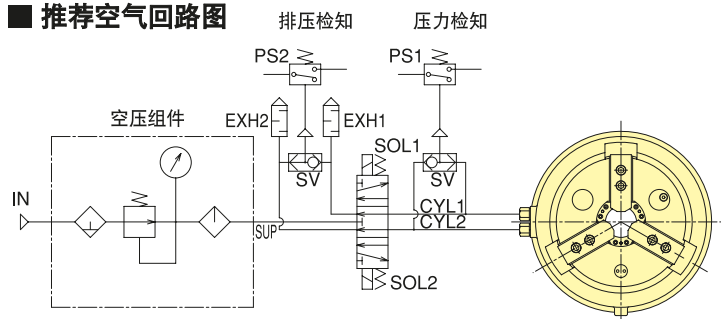 ■ 推荐空气回路图
排压检知
压力检知
PS2
PS1
空压组件
EXH2
EXH1
SOL1
SV
SV
IN
CYL1
CYL2
SUP
SOL2